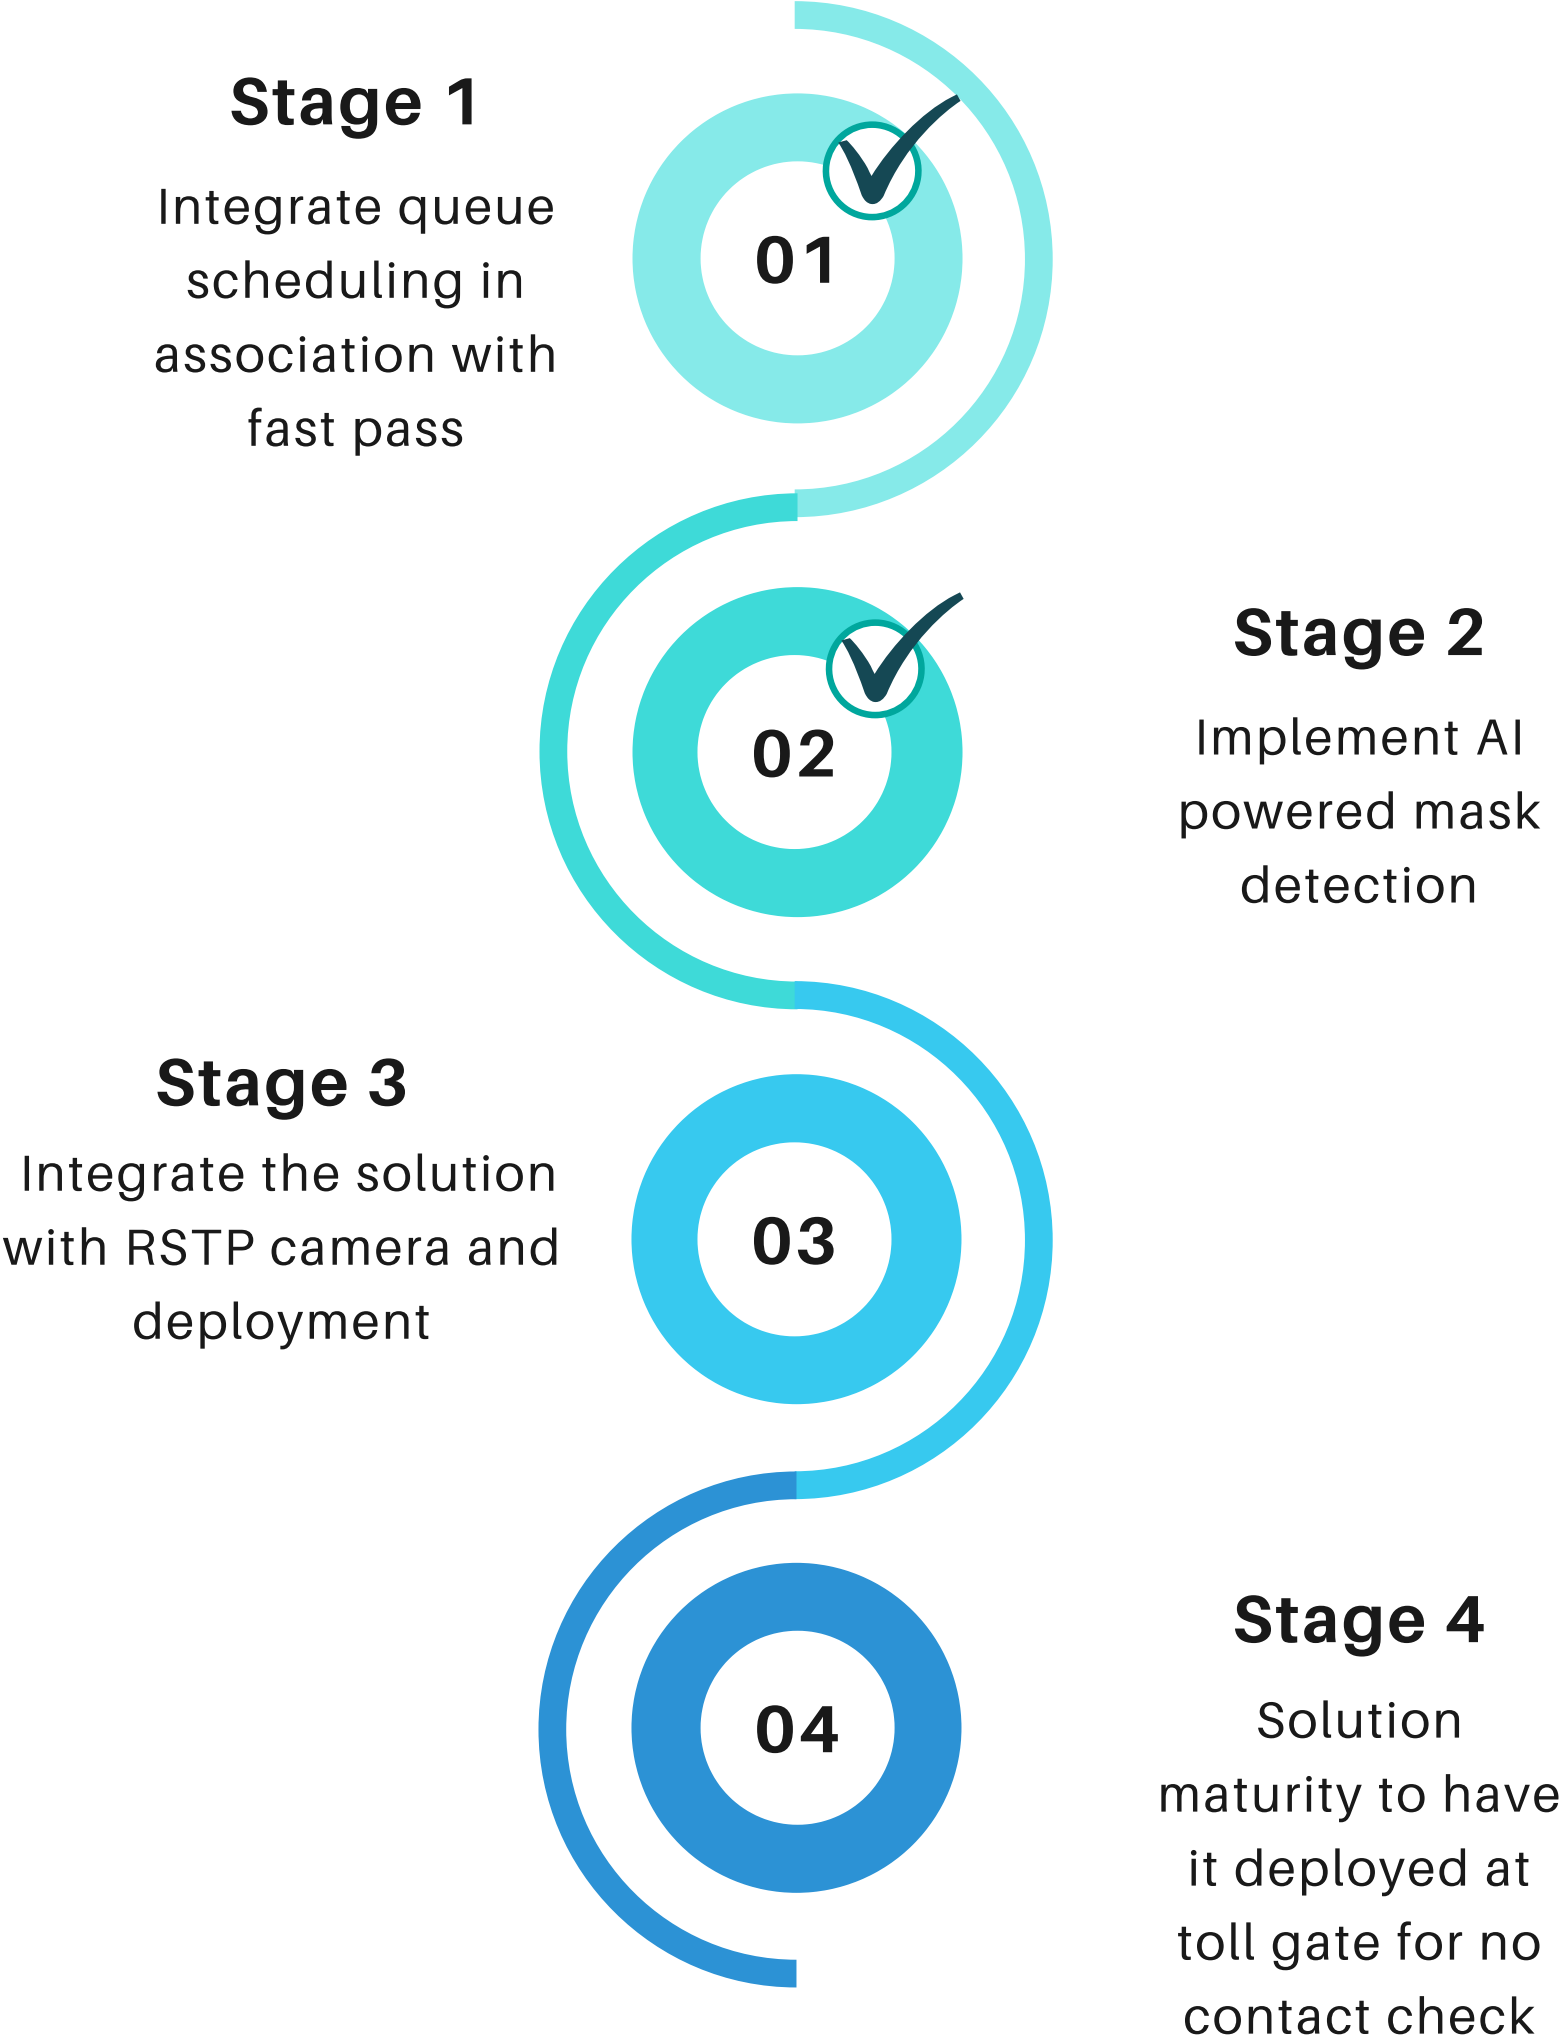 Stage 1
Integrate queue
scheduling in
association with
fast pass
01
02
Stage 2
Implement AI
powered mask
detection
Stage 3
Integrate the solution
with RSTP camera and
deployment
03
04
Stage 4
Solution
maturity to have
it deployed at
toll gate for no
contact check